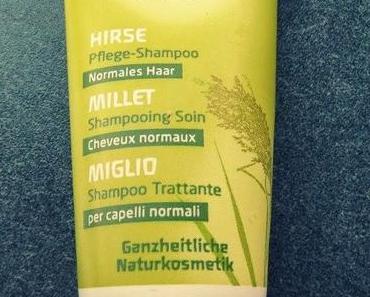 HIRSE
Pflege-Shampoo
Normales Haar
MILLET
Shampooing Soin
Cheveux normaux
MIGLIO
Shampoo Trattante
per capelli normali
Ganzheitliche
Naturkosmetik